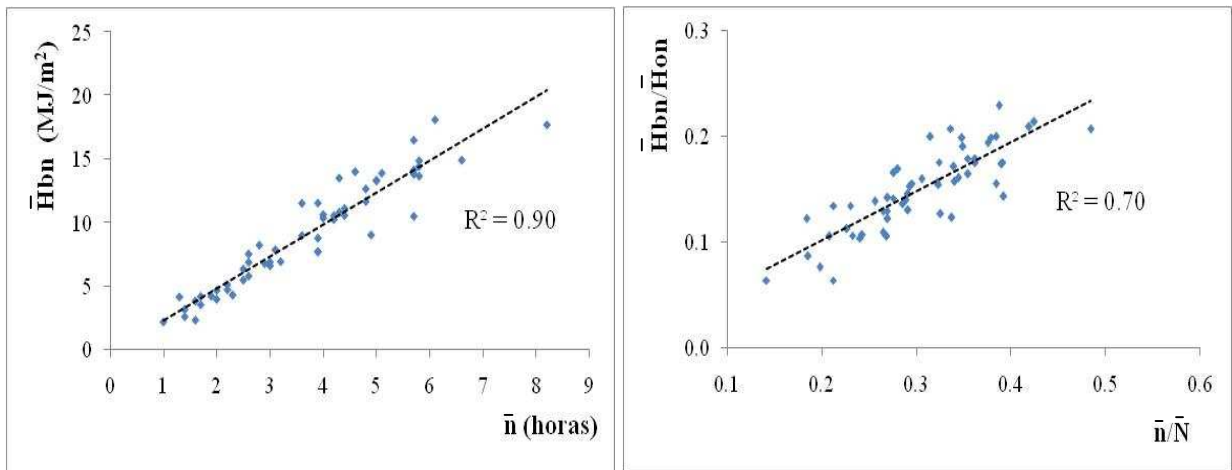 H̄bn (MJ/m²)
25
20
15
10
5
0
R² = 0.90
0 1 2 3 4 5 6 7 8 9
n̄ (horas)
H̄bn/H̄on
0.3
0.2
0.1
0.0
R² = 0.70
0.1 0.2 0.3 0.4 0.5 0.6
n̄/N̄